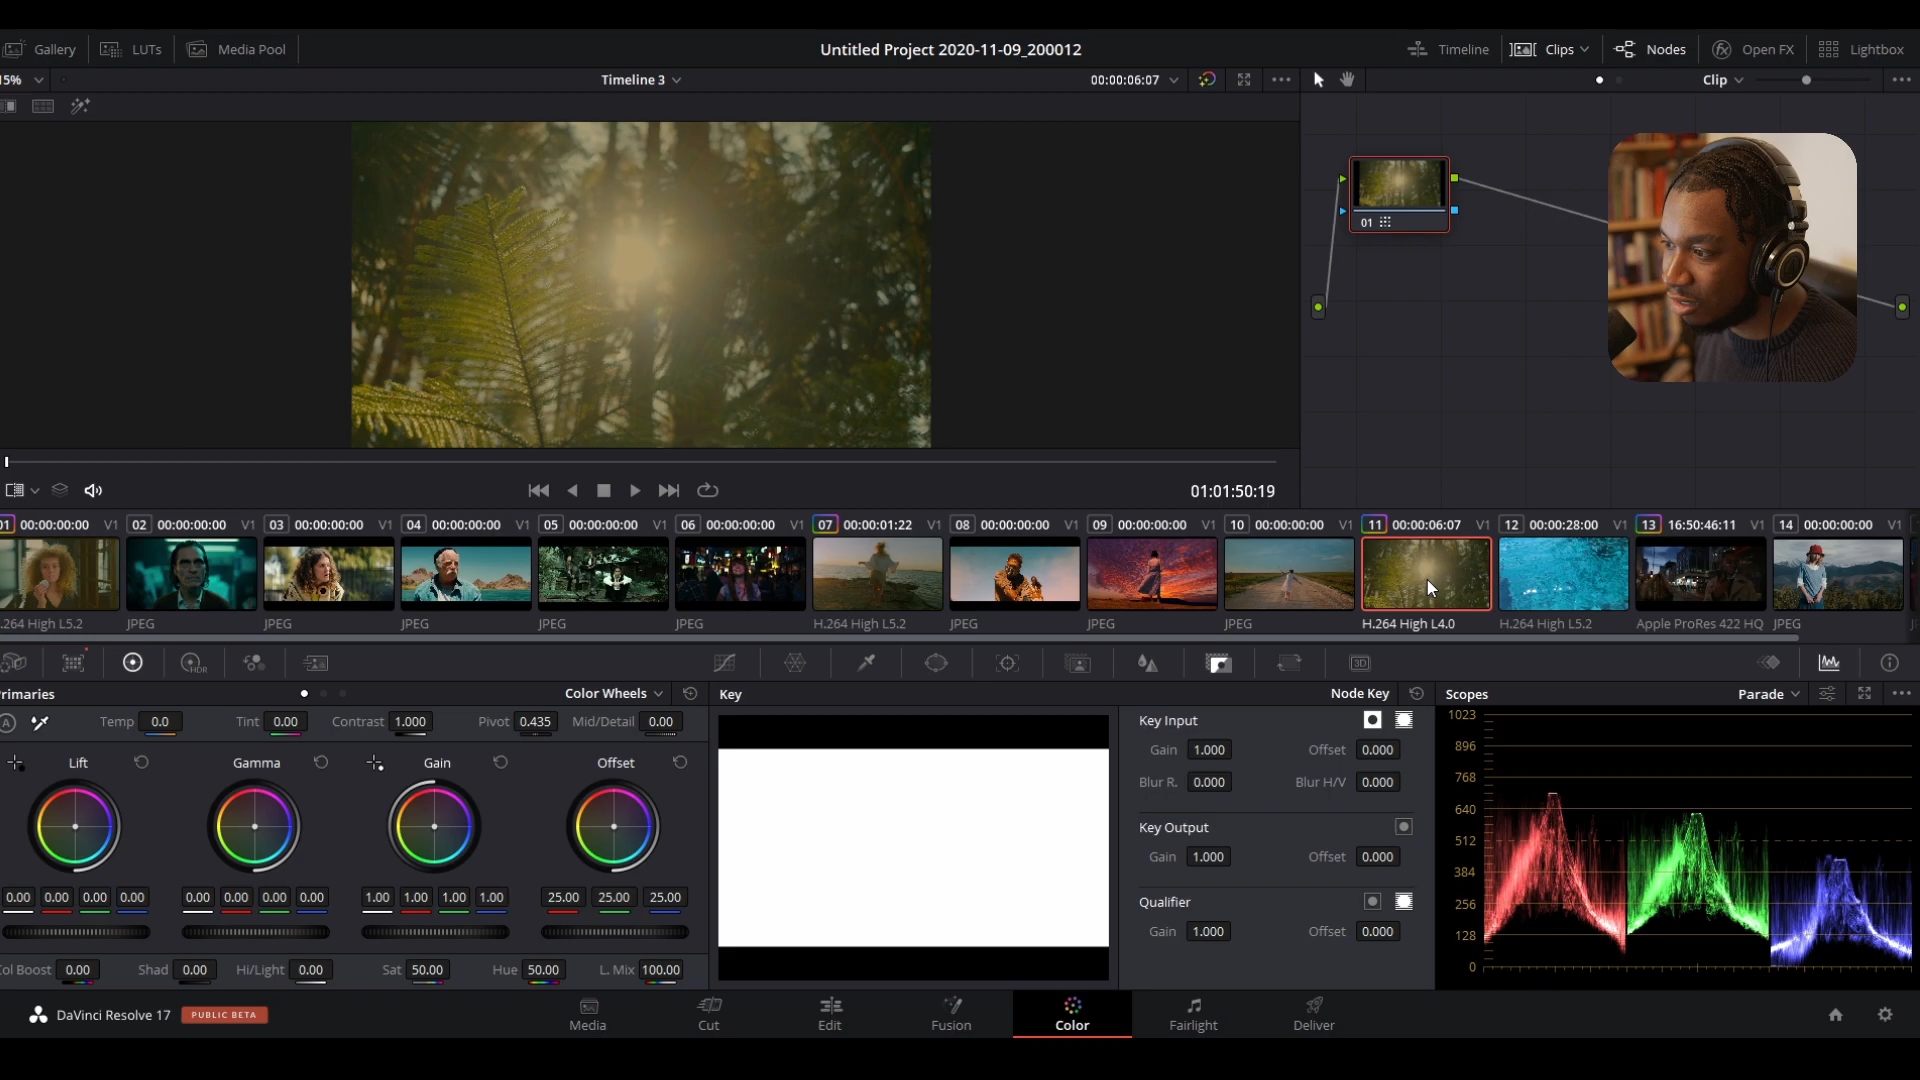 Gallery LUTs Media Pool Untitled Project 2020-11-09_200012 Timeline Clips Nodes Open FX Lightbox
15% Timeline 3 00:00:06:07 Clip
01:01:50:19
01 00:00:00:00 V1 02 00:00:00:00 V1 03 00:00:00:00 V1 04 00:00:00:00 V1 05 00:00:00:00 V1 06 00:00:00:00 V1 07 00:00:01:22 V1 08 00:00:00:00 V1 09 00:00:00:00 V1 10 00:00:00:00 V1 11 00:00:06:07 V1 12 00:00:28:00 V1 13 16:50:46:11 V1 14 00:00:00:00 V1
.264 High L5.2 JPEG JPEG JPEG JPEG JPEG H.264 High L5.2 JPEG JPEG JPEG H.264 High L4.0 H.264 High L5.2 Apple ProRes 422 HQ JPEG
01
HDR 3D
rimaries Color Wheels Key Node Key Scopes Parade
A Temp 0.0 Tint 0.00 Contrast 1.000 Pivot 0.435 Mid/Detail 0.00
Lift Gamma Gain Offset
0.00 0.00 0.00 0.00 0.00 0.00 0.00 0.00 1.00 1.00 1.00 1.00 25.00 25.00 25.00
Col Boost 0.00 Shad 0.00 Hi/Light 0.00 Sat 50.00 Hue 50.00 L. Mix 100.00
Key Input
Gain 1.000 Offset 0.000
Blur R. 0.000 Blur H/V 0.000
Key Output
Gain 1.000 Offset 0.000
Qualifier
Gain 1.000 Offset 0.000
1023
896
768
640
512
384
256
128
0
DaVinci Resolve 17 PUBLIC BETA Media Cut Edit Fusion Color Fairlight Deliver